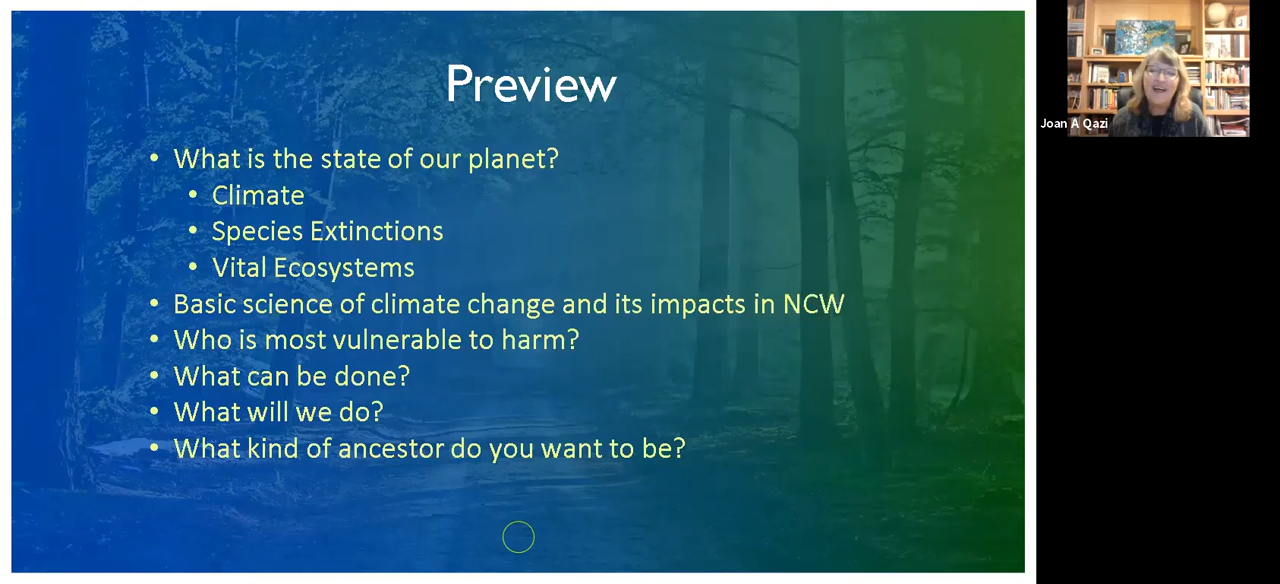 Preview
• What is the state of our planet?
• Climate
• Species Extinctions
• Vital Ecosystems
• Basic science of climate change and its impacts in NCW
• Who is most vulnerable to harm?
• What can be done?
• What will we do?
• What kind of ancestor do you want to be?
Joan A Qazi